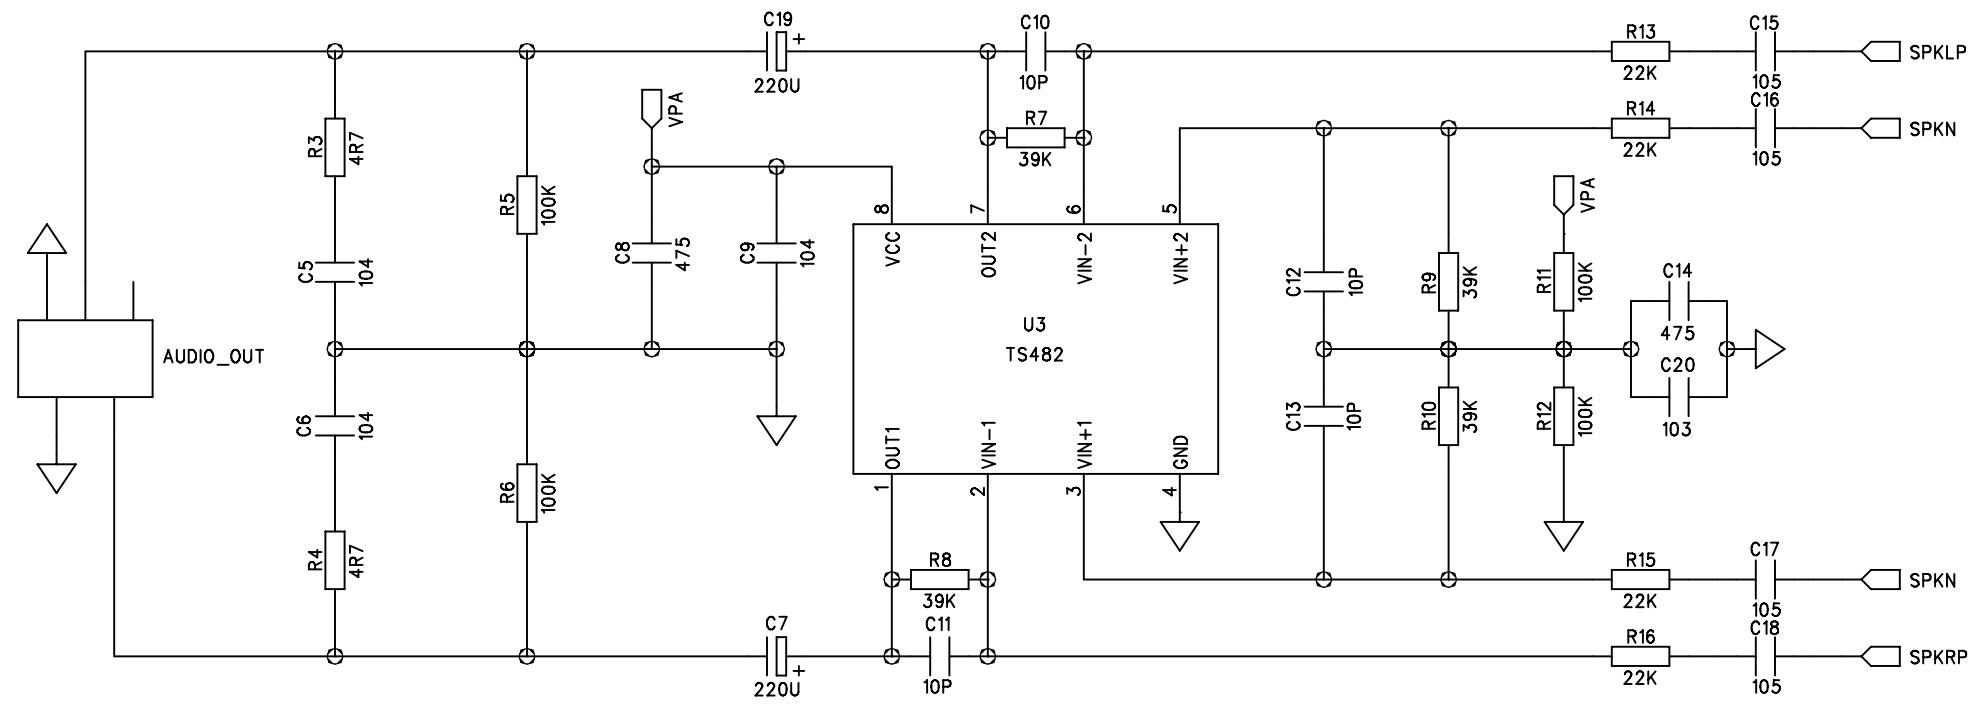 C19
+
220U
C10
10P
R13
22K
C15
105
SPKLP
VPA
R7
39K
R14
22K
C16
105
SPKN
R3
4R7
R5
100K
8
7
6
5
VPA
C5
104
C8
475
C9
104
VCC
OUT2
VIN-2
VIN+2
C12
10P
R9
39K
R11
100K
C14
475
U3
TS482
AUDIO_OUT
C20
103
C6
104
R6
100K
OUT1
VIN-1
VIN+1
GND
C13
10P
R10
39K
R12
100K
1
2
3
4
R4
4R7
R8
39K
R15
22K
C17
105
SPKN
C7
+
220U
C11
10P
R16
22K
C18
105
SPKRP